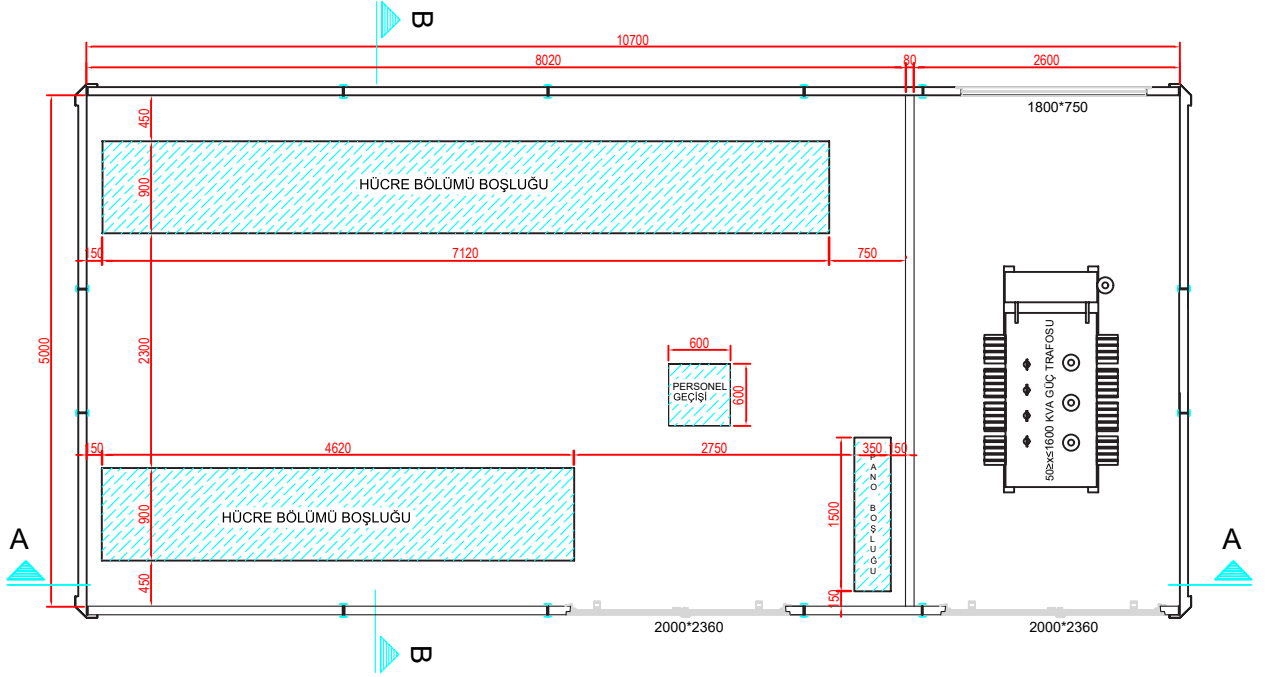 B
10700
8020
80
2600
1800*750
450
HÜCRE BÖLÜMÜ BOŞLUĞU
900
150
7120
750
5000
2300
600
PERSONEL
GEÇİŞİ
600
50≥x≤1600 KVA GÜÇ TRAFOSU
150
4620
2750
350
150
PANO BOŞLUĞU
1500
900
HÜCRE BÖLÜMÜ BOŞLUĞU
A
A
450
150
2000*2360
2000*2360
B